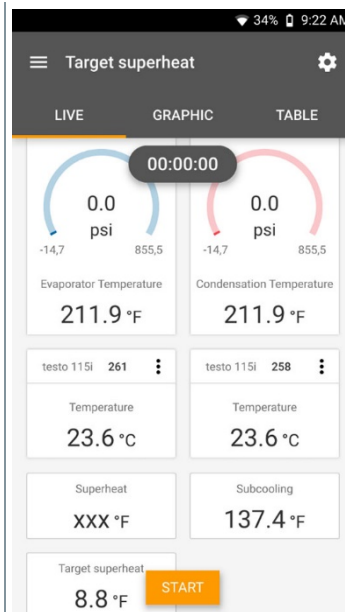 34% 9:22 AM
Target superheat
LIVE GRAPHIC TABLE
00:00:00
0.0 0.0
psi psi
-14,7 855,5 -14,7 855,5
Evaporator Temperature Condensation Temperature
211.9 °F 211.9 °F
testo 115i 261 testo 115i 258
Temperature Temperature
23.6 °C 23.6 °C
Superheat Subcooling
xxx °F 137.4 °F
Target superheat
8.8 °F START